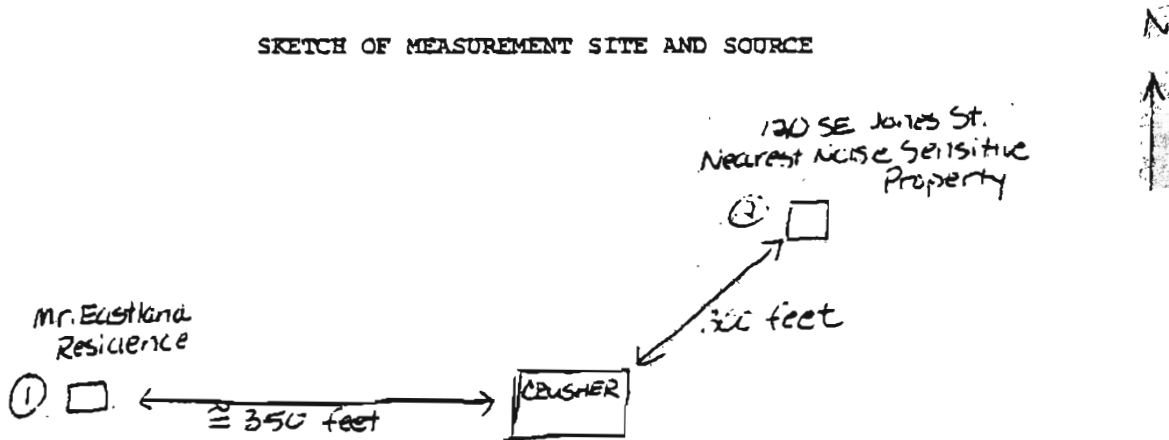 SKETCH OF MEASUREMENT SITE AND SOURCE
N
120 SE Jones St.
Nearest Noise Sensitive
Property
2
300 feet
Mr. Eastland
Residence
1
≅ 350 feet
CRUSHER